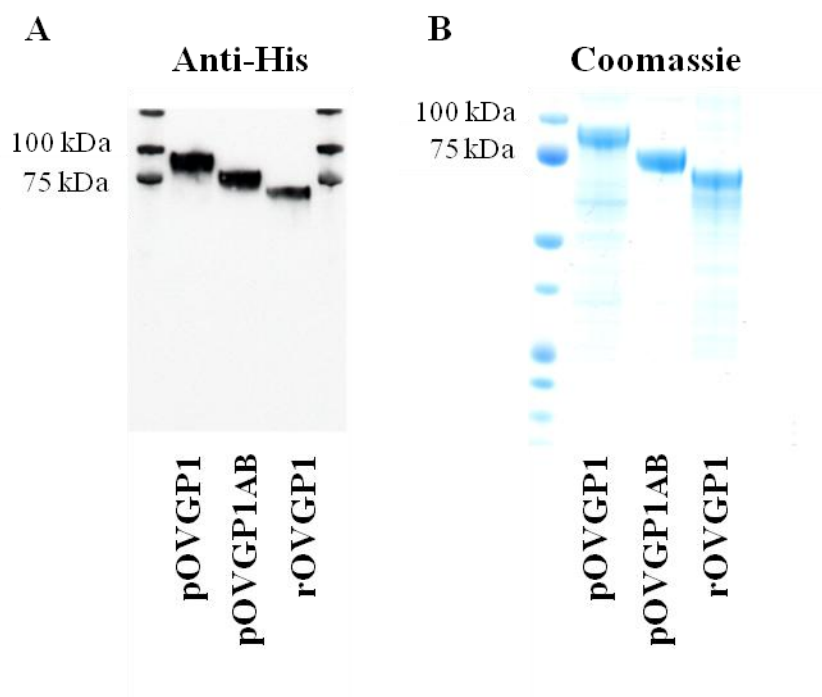 A
Anti-His
100 kDa
75 kDa
pOVGP1
pOVGP1AB
rOVGP1
B
Coomassie
100 kDa
75 kDa
pOVGP1
pOVGP1AB
rOVGP1